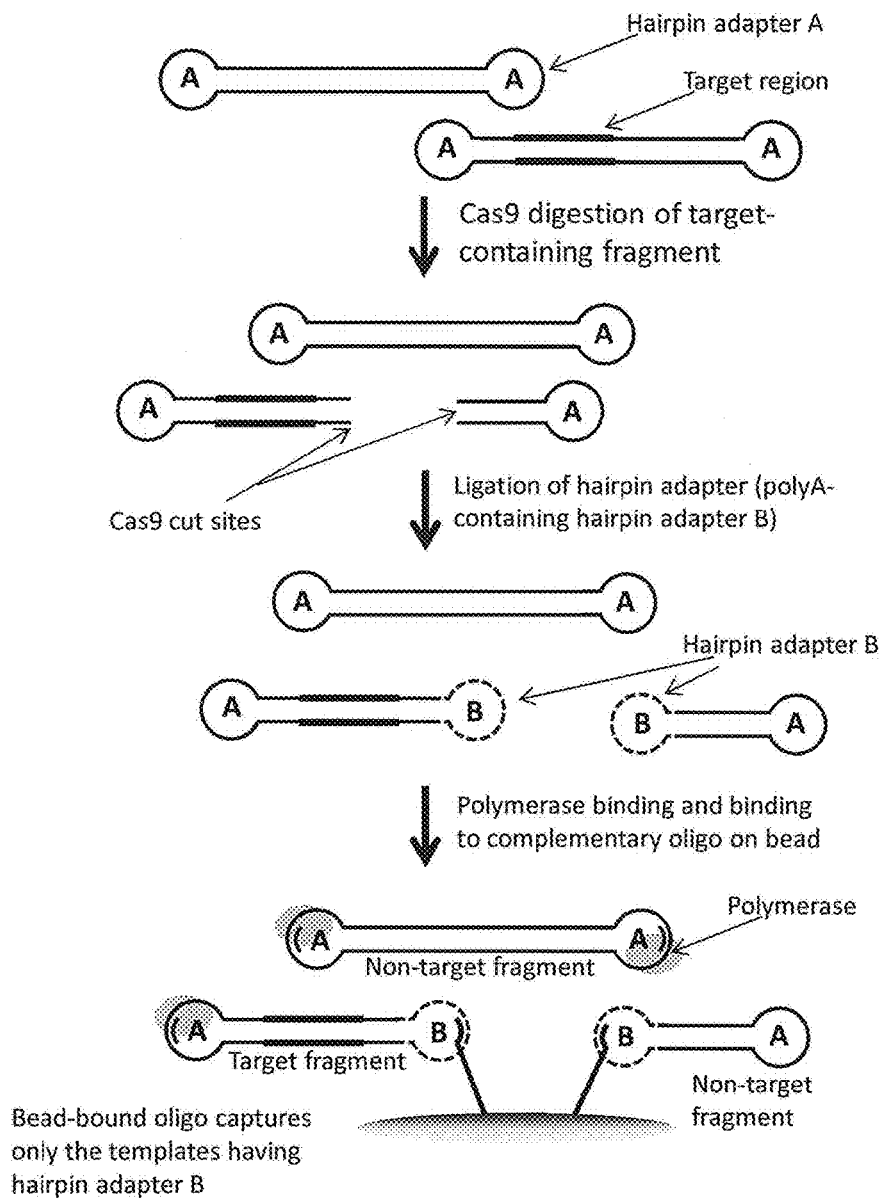 Hairpin adapter A
A
A
Target region
A
A
Cas9 digestion of target-
containing fragment
A
A
A
A
Cas9 cut sites
Ligation of hairpin adapter (polyA-
containing hairpin adapter B)
A
A
Hairpin adapter B
A
B
B
A
Polymerase binding and binding
to complementary oligo on bead
Polymerase
A
A
Non-target fragment
A
B
B
A
Target fragment
Non-target
fragment
Bead-bound oligo captures
only the templates having
hairpin adapter B